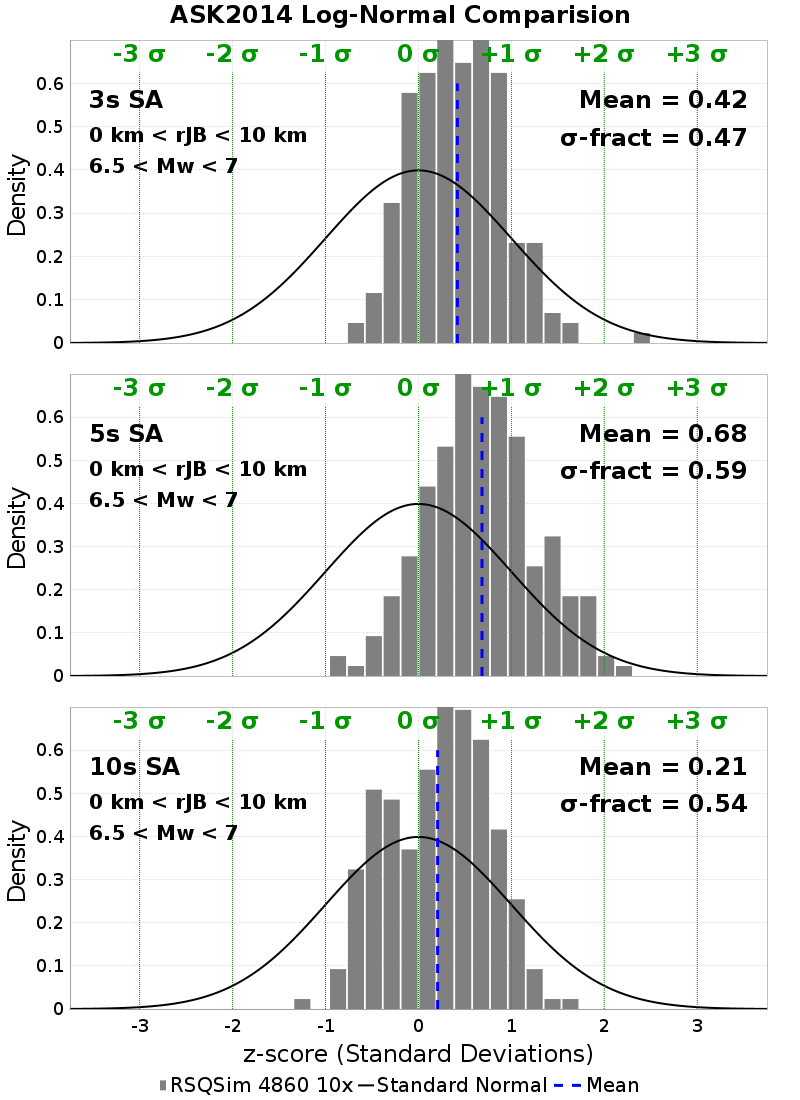 ASK2014 Log-Normal Comparision
-3 σ -2 σ -1 σ 0 σ +1 σ +2 σ +3 σ
3s SA
0 km < rJB < 10 km
6.5 < Mw < 7
Mean = 0.42
σ-fract = 0.47
Density
0.6
0.5
0.4
0.3
0.2
0.1
0
-3 σ -2 σ -1 σ 0 σ +1 σ +2 σ +3 σ
5s SA
0 km < rJB < 10 km
6.5 < Mw < 7
Mean = 0.68
σ-fract = 0.59
Density
0.6
0.5
0.4
0.3
0.2
0.1
0
-3 σ -2 σ -1 σ 0 σ +1 σ +2 σ +3 σ
10s SA
0 km < rJB < 10 km
6.5 < Mw < 7
Mean = 0.21
σ-fract = 0.54
Density
0.6
0.5
0.4
0.3
0.2
0.1
0
-3 -2 -1 0 1 2 3
z-score (Standard Deviations)
RSQSim 4860 10x Standard Normal Mean